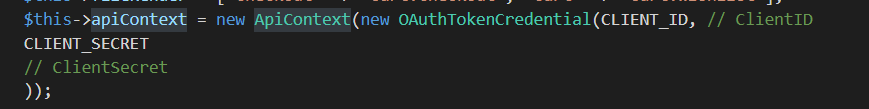 $this->apiContext = new ApiContext(new OAuthTokenCredential(CLIENT_ID, // ClientID
CLIENT_SECRET
// ClientSecret
));